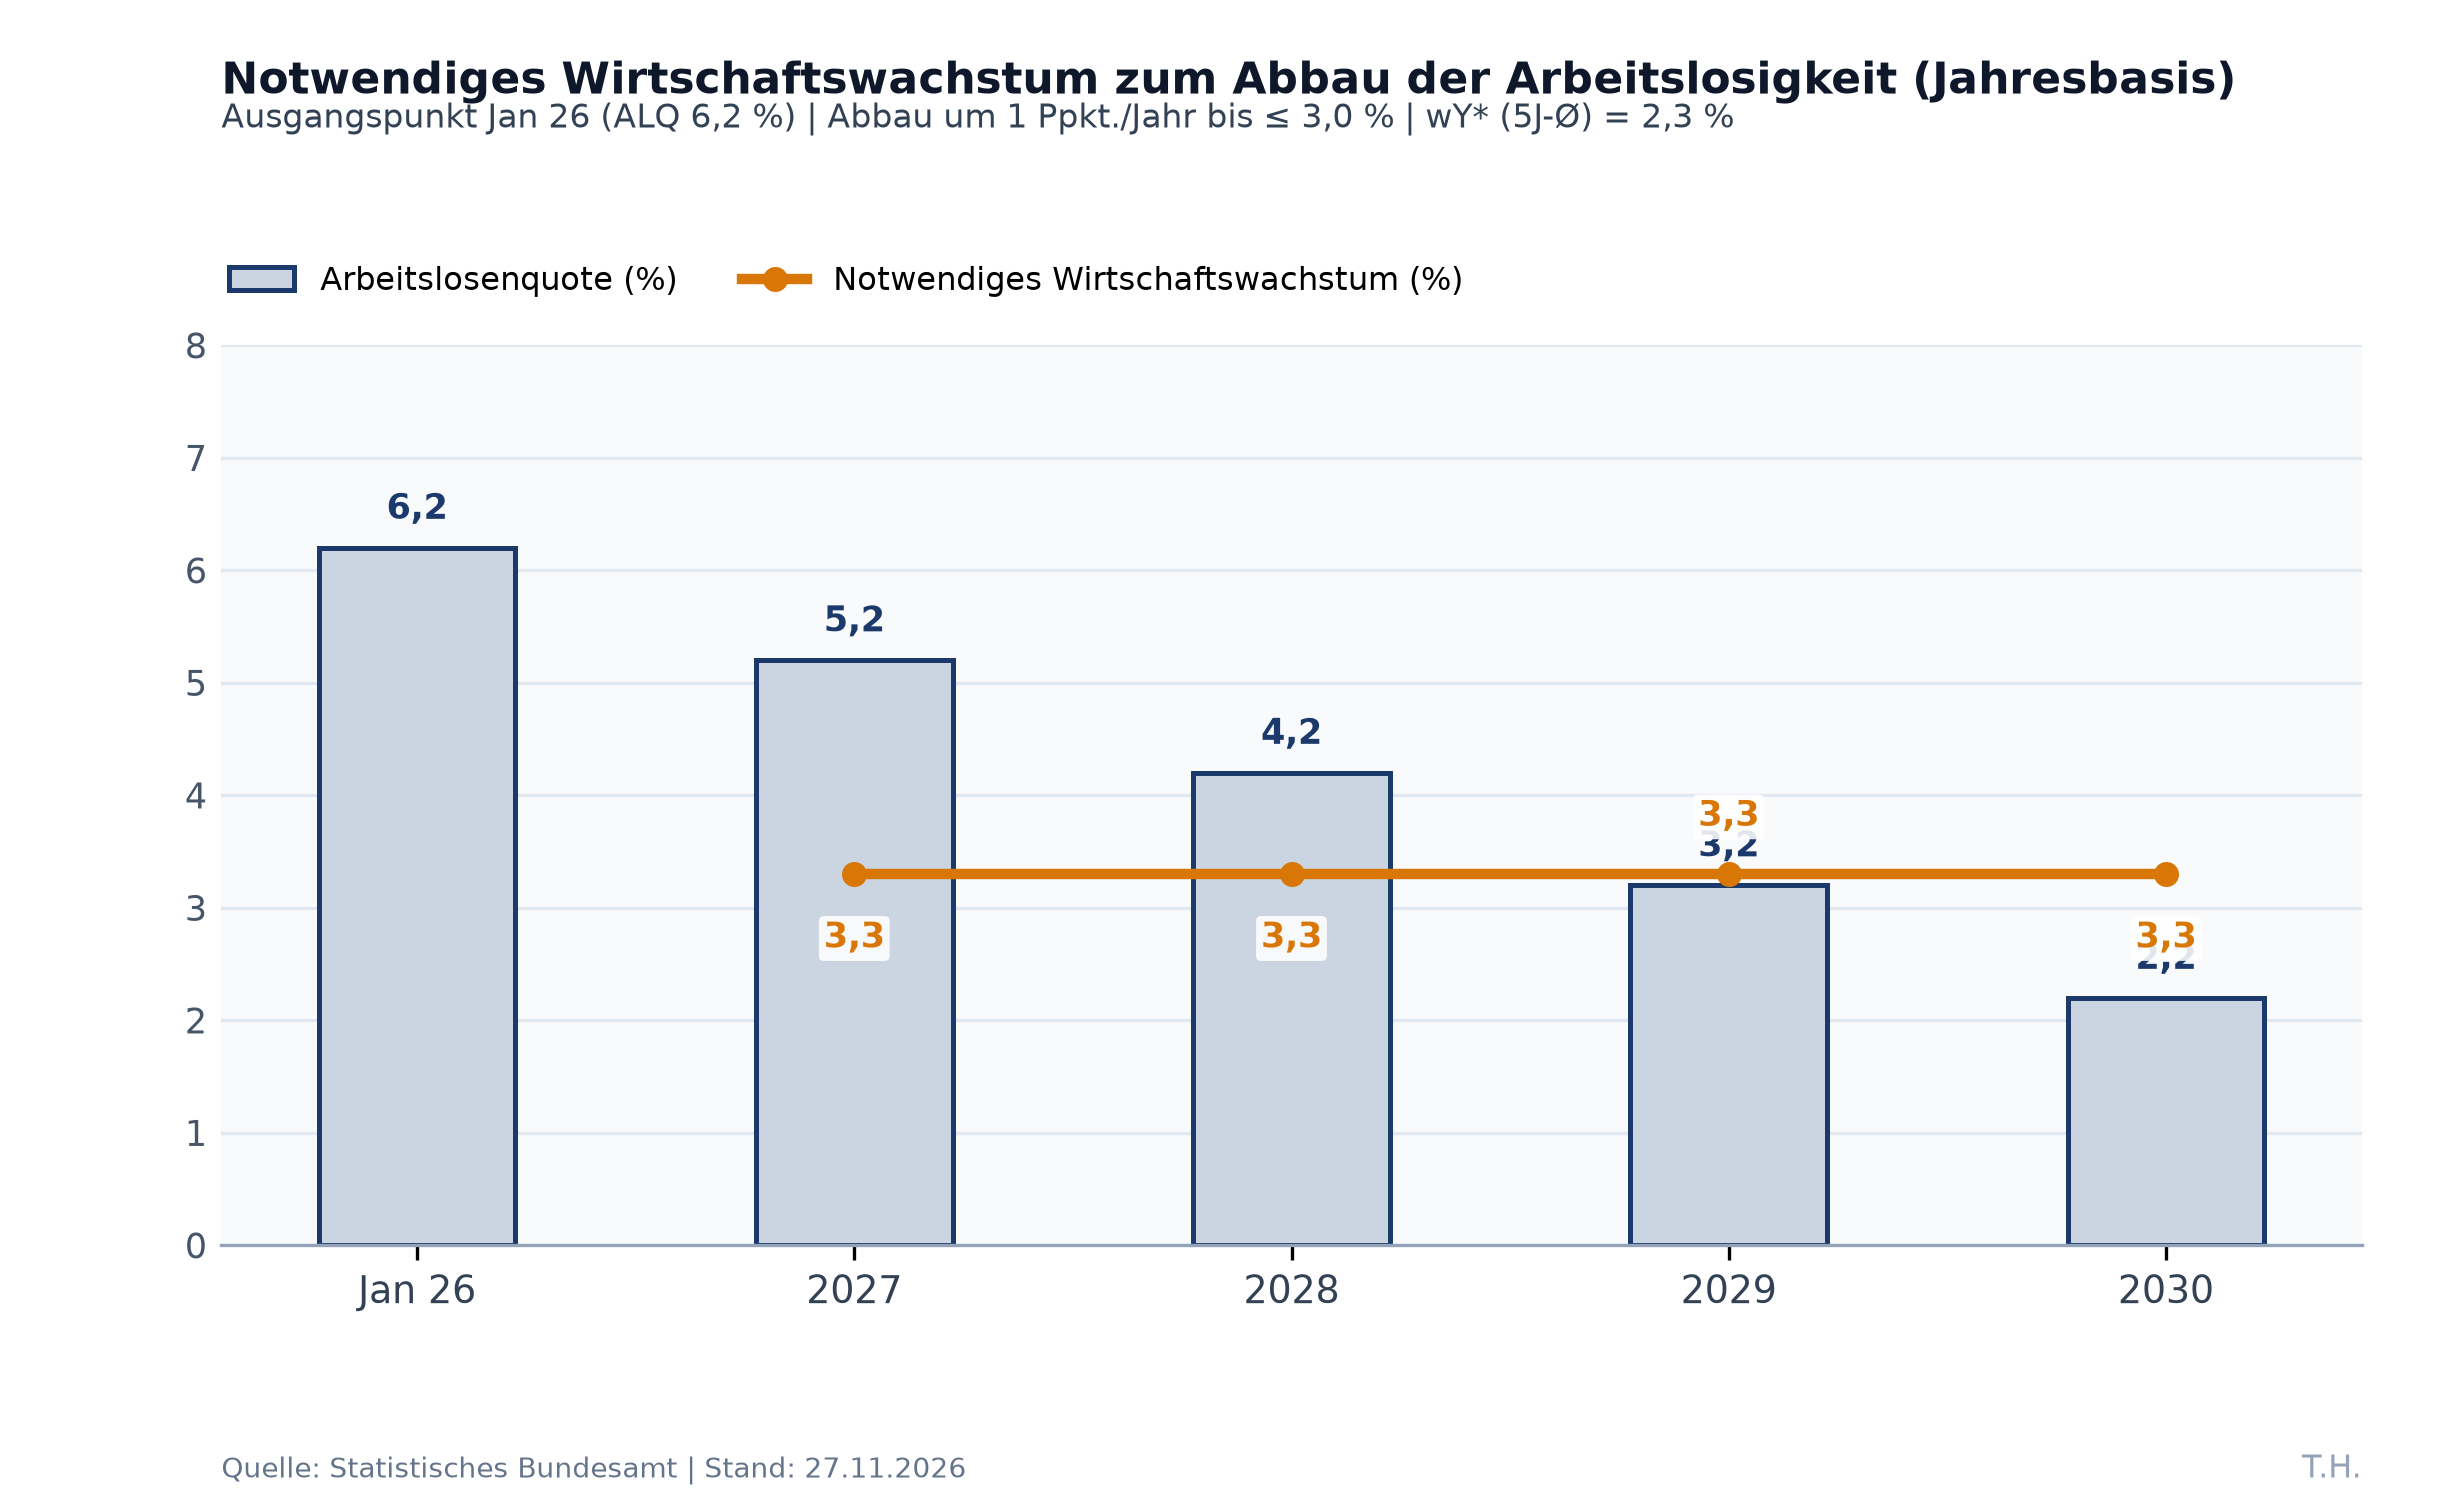 Notwendiges Wirtschaftswachstum zum Abbau der Arbeitslosigkeit (Jahresbasis)
Ausgangspunkt Jan 26 (ALQ 6,2 %) | Abbau um 1 Ppkt./Jahr bis ≤ 3,0 % | wY* (5J-Ø) = 2,3 %
Arbeitslosenquote (%) Notwendiges Wirtschaftswachstum (%)
8
7
6,2
6
5,2
5
4,2
4
3,3
3,2
3
3,3 3,3 3,3
2,2
2
1
0
Jan 26 2027 2028 2029 2030
Quelle: Statistisches Bundesamt | Stand: 27.11.2026 T.H.